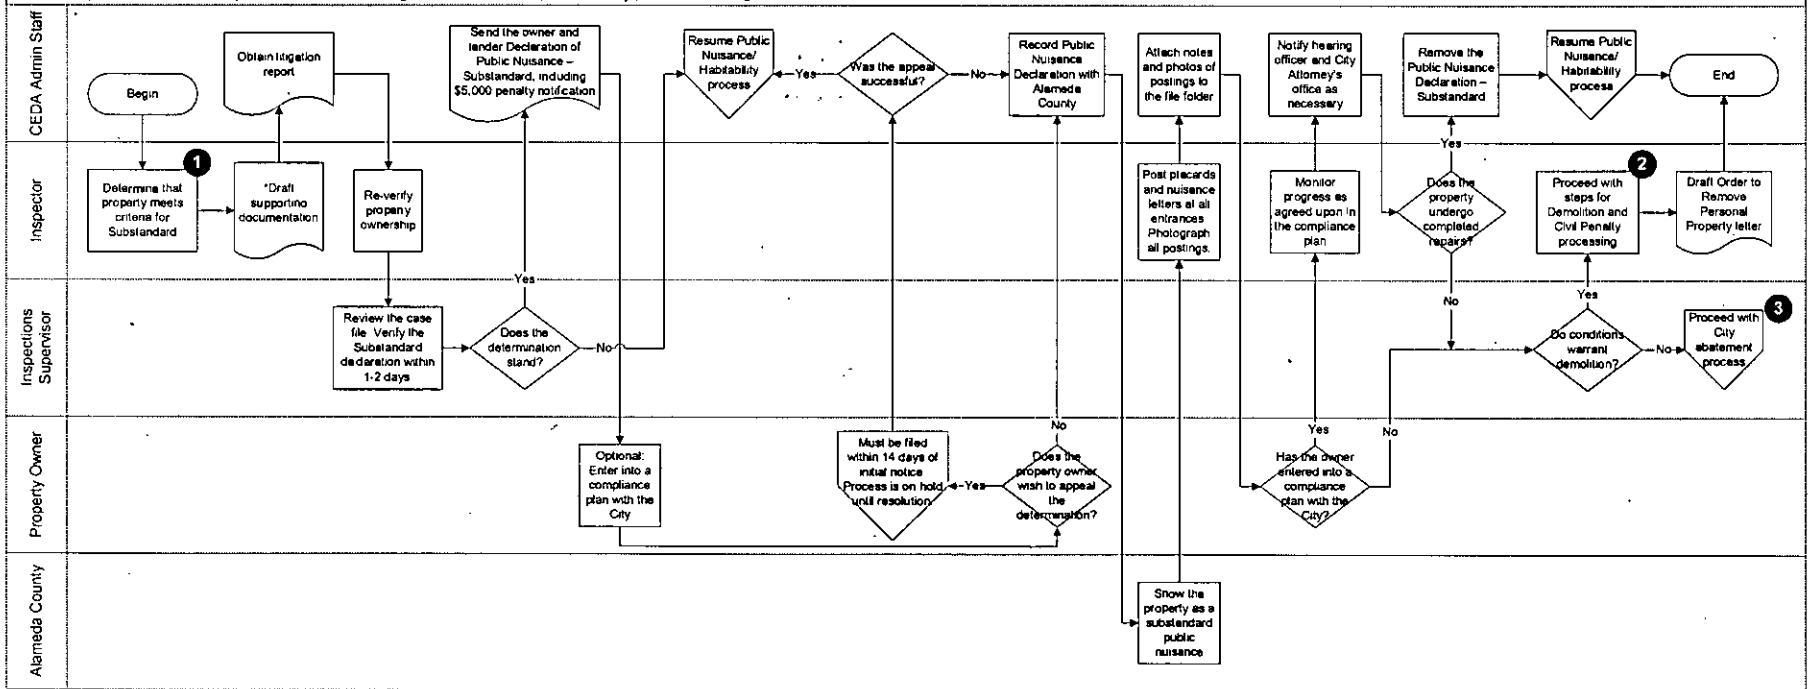 CEDA Admin Staff
Begin
Obtain litigation
report
Send the owner and
lender Declaration of
Public Nuisance –
Substandard, including
$5,000 penalty notification
Resume Public
Nuisance/
Habitability
process
Yes
Was the appeal
successful?
No
Record Public
Nuisance
Declaration with
Alameda
County
Attach notes
and photos of
postings to
the file folder
Notify hearing
officer and City
Attorney's
office as
necessary
Remove the
Public Nuisance
Declaration –
Substandard
Resume Public
Nuisance/
Habitability
process
End
Inspector
1
Determine that
property meets
criteria for
Substandard
*Draft
supporting
documentation
Re-verify
property
ownership
Post placards
and nuisance
letters at all
entrances
Photograph
all postings.
Monitor
progress as
agreed upon in
the compliance
plan
Yes
Does the
property
undergo
completed
repairs?
No
2
Proceed with
steps for
Demolition and
Civil Penalty
processing
Draft Order to
Remove
Personal
Property letter
Inspections
Supervisor
Review the case
file. Verify the
Substandard
declaration within
1-2 days
Yes
Does the
determination
stand?
No
Yes
Do conditions
warrant
demolition?
No
3
Proceed with
City
abatement
process
Property Owner
Optional:
Enter into a
compliance
plan with the
City
Must be filed
within 14 days of
initial notice
Process is on hold
until resolution
Yes
No
Does the
property owner
wish to appeal
the
determination?
Yes
Has the owner
entered into a
compliance
plan with the
City?
No
Alameda County
Show the
property as a
substandard
public
nuisance